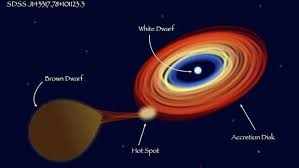 SDSS J143317.78+101123.3
White Dwarf
Brown Dwarf
Hot Spot
Accretion Disk